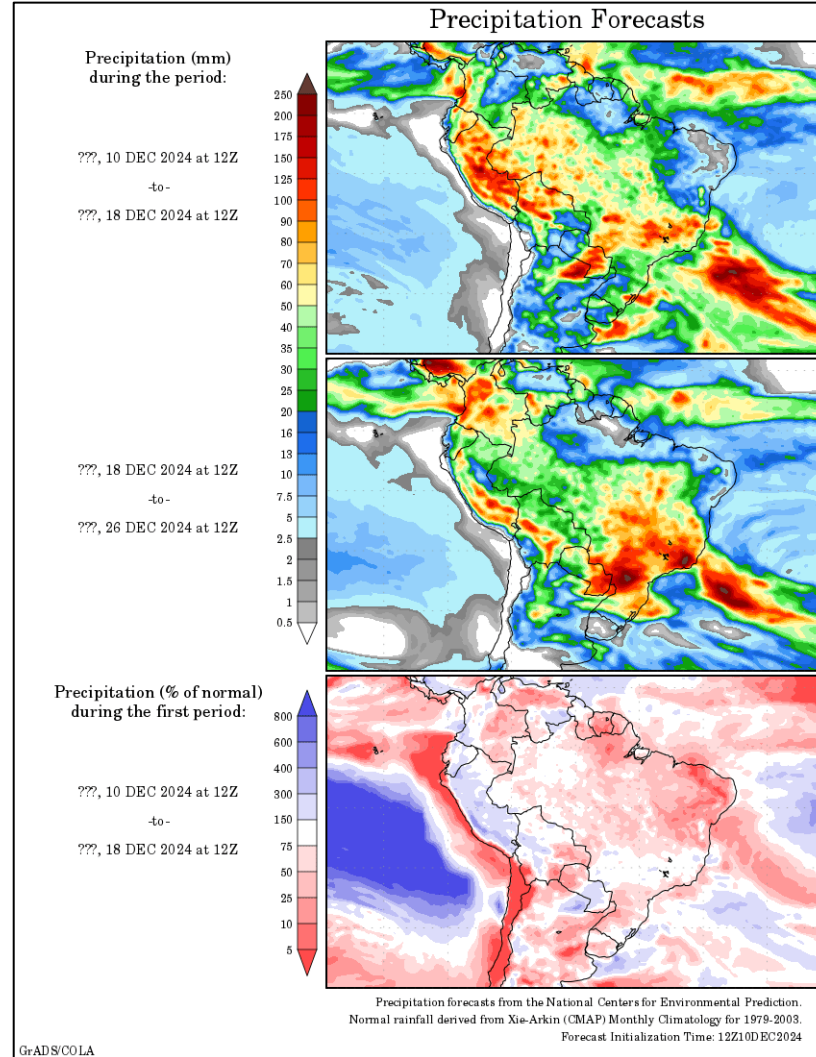 Precipitation Forecasts
Precipitation (mm)
during the period:
???, 10 DEC 2024 at 12Z
-to-
???, 18 DEC 2024 at 12Z
250
200
175
150
125
100
90
80
70
60
50
40
35
30
25
20
16
13
10
7.5
5
2.5
2
1.5
1
0.5
???, 18 DEC 2024 at 12Z
-to-
???, 26 DEC 2024 at 12Z
Precipitation (% of normal)
during the first period:
???, 10 DEC 2024 at 12Z
-to-
???, 18 DEC 2024 at 12Z
800
600
400
300
150
75
50
25
10
5
Precipitation forecasts from the National Centers for Environmental Prediction.
Normal rainfall derived from Xie-Arkin (CMAP) Monthly Climatology for 1979-2003.
Forecast Initialization Time: 12Z10DEC2024
GrADS/COLA